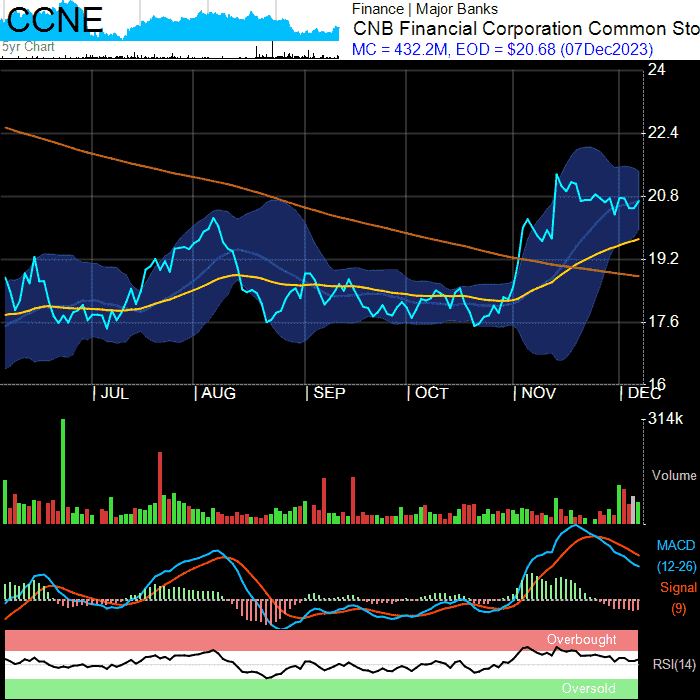 CCNE
5yr Chart
Finance | Major Banks
CNB Financial Corporation Common Sto
MC = 432.2M, EOD = $20.68 (07Dec2023)
24
22.4
20.8
19.2
17.6
16
| JUL | AUG | SEP | OCT | NOV | DEC
314k
Volume
MACD
(12-26)
Signal
(9)
Overbought
RSI(14)
Oversold